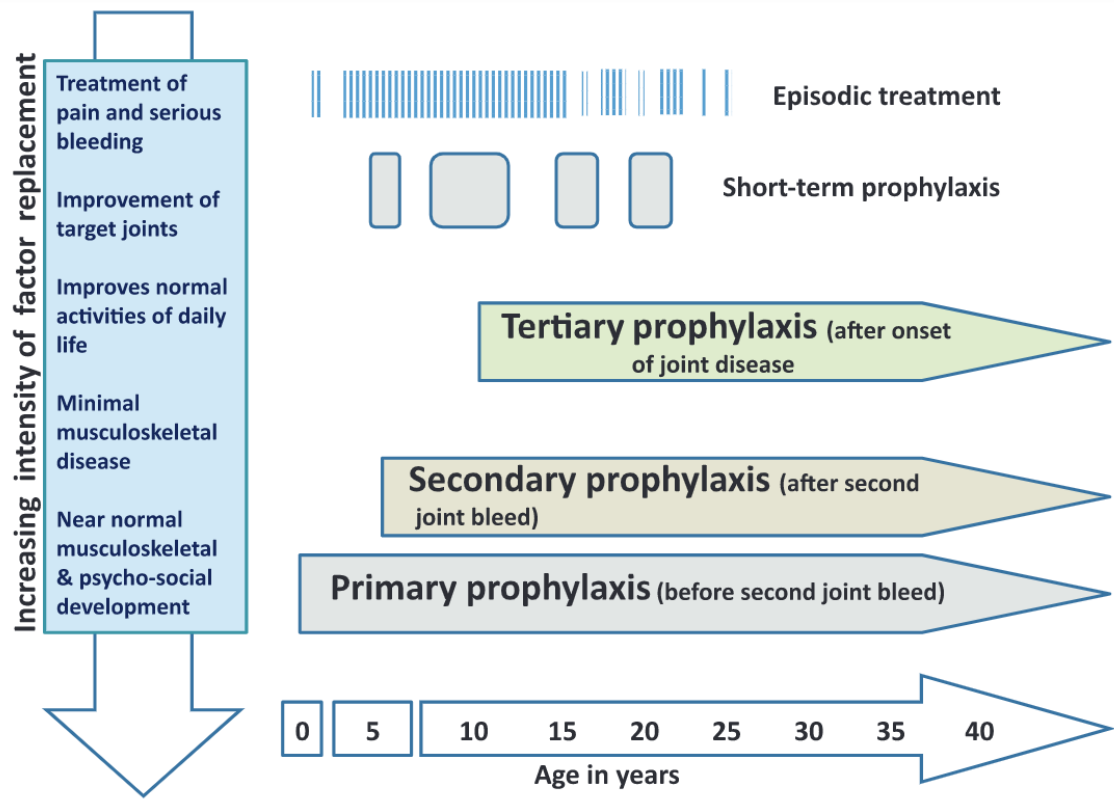 Increasing intensity of factor replacement
Treatment of
pain and serious
bleeding
Improvement of
target joints
Improves normal
activities of daily
life
Minimal
musculoskeletal
disease
Near normal
musculoskeletal
& psycho-social
development
Episodic treatment
Short-term prophylaxis
Tertiary prophylaxis (after onset
of joint disease
Secondary prophylaxis (after second
joint bleed)
Primary prophylaxis (before second joint bleed)
0 5 10 15 20 25 30 35 40
Age in years